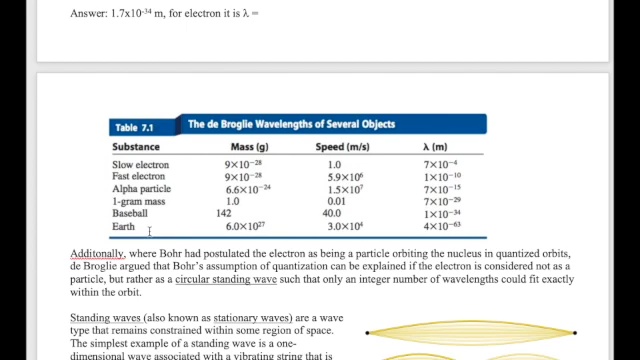 Answer: 1.7x10⁻³⁴ m, for electron it is λ =
Table 7.1 The de Broglie Wavelengths of Several Objects
Substance Mass (g) Speed (m/s) λ (m)
Slow electron 9×10⁻²⁸ 1.0 7×10⁻⁴
Fast electron 9×10⁻²⁸ 5.9×10⁶ 1×10⁻¹⁰
Alpha particle 6.6×10⁻²⁴ 1.5×10⁷ 7×10⁻¹⁵
1-gram mass 1.0 0.01 7×10⁻²⁹
Baseball 142 40.0 1×10⁻³⁴
Earth 6.0×10²⁷ 3.0×10⁴ 4×10⁻⁶³
Additonally, where Bohr had postulated the electron as being a particle orbiting the nucleus in quantized orbits,
de Broglie argued that Bohr's assumption of quantization can be explained if the electron is considered not as a
particle, but rather as a circular standing wave such that only an integer number of wavelengths could fit exactly
within the orbit.
Standing waves (also known as stationary waves) are a wave
type that remains constrained within some region of space.
The simplest example of a standing wave is a one-
dimensional wave associated with a vibrating string that is